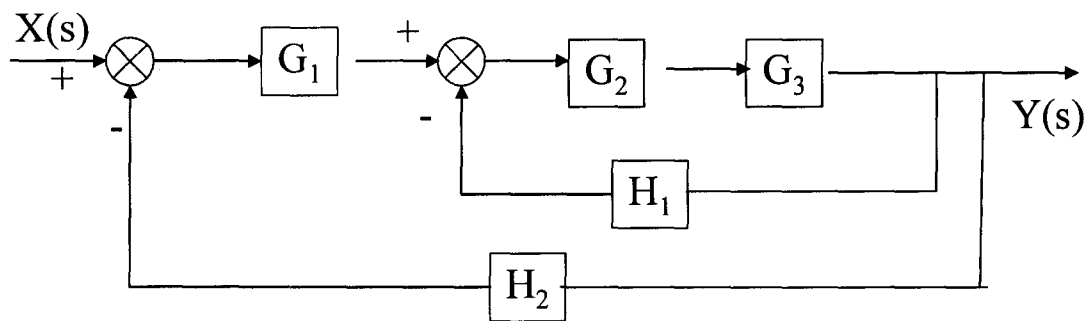 X(s)
+
-
G₁
+
-
G₂
G₃
Y(s)
H₁
H₂